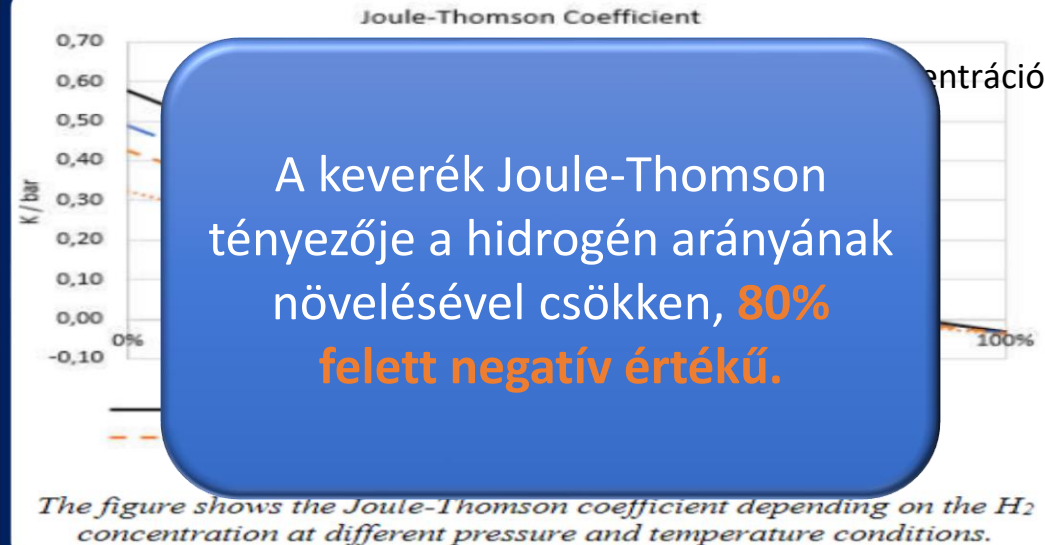 Joule-Thomson Coefficient
0,70
0,60
0,50
0,40
0,30
0,20
0,10
0,00
-0,10
K / bar
0%
100%
entráció
A keverék Joule-Thomson
tényezője a hidrogén arányának
növelésével csökken, 80%
felett negatív értékű.
The figure shows the Joule-Thomson coefficient depending on the H₂
concentration at different pressure and temperature conditions.